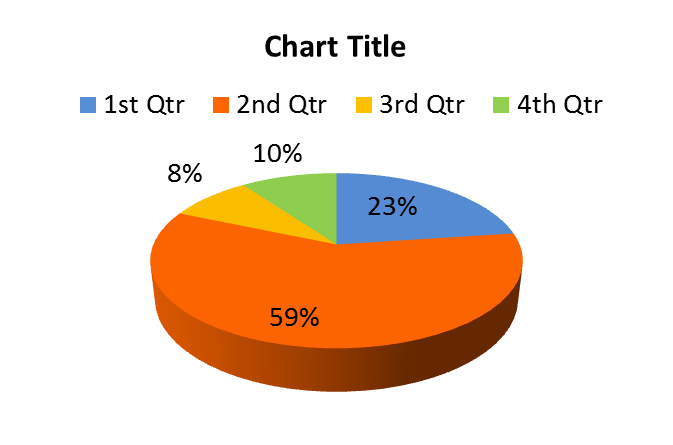 Chart Title
1st Qtr 2nd Qtr 3rd Qtr 4th Qtr
10%
8%
23%
59%